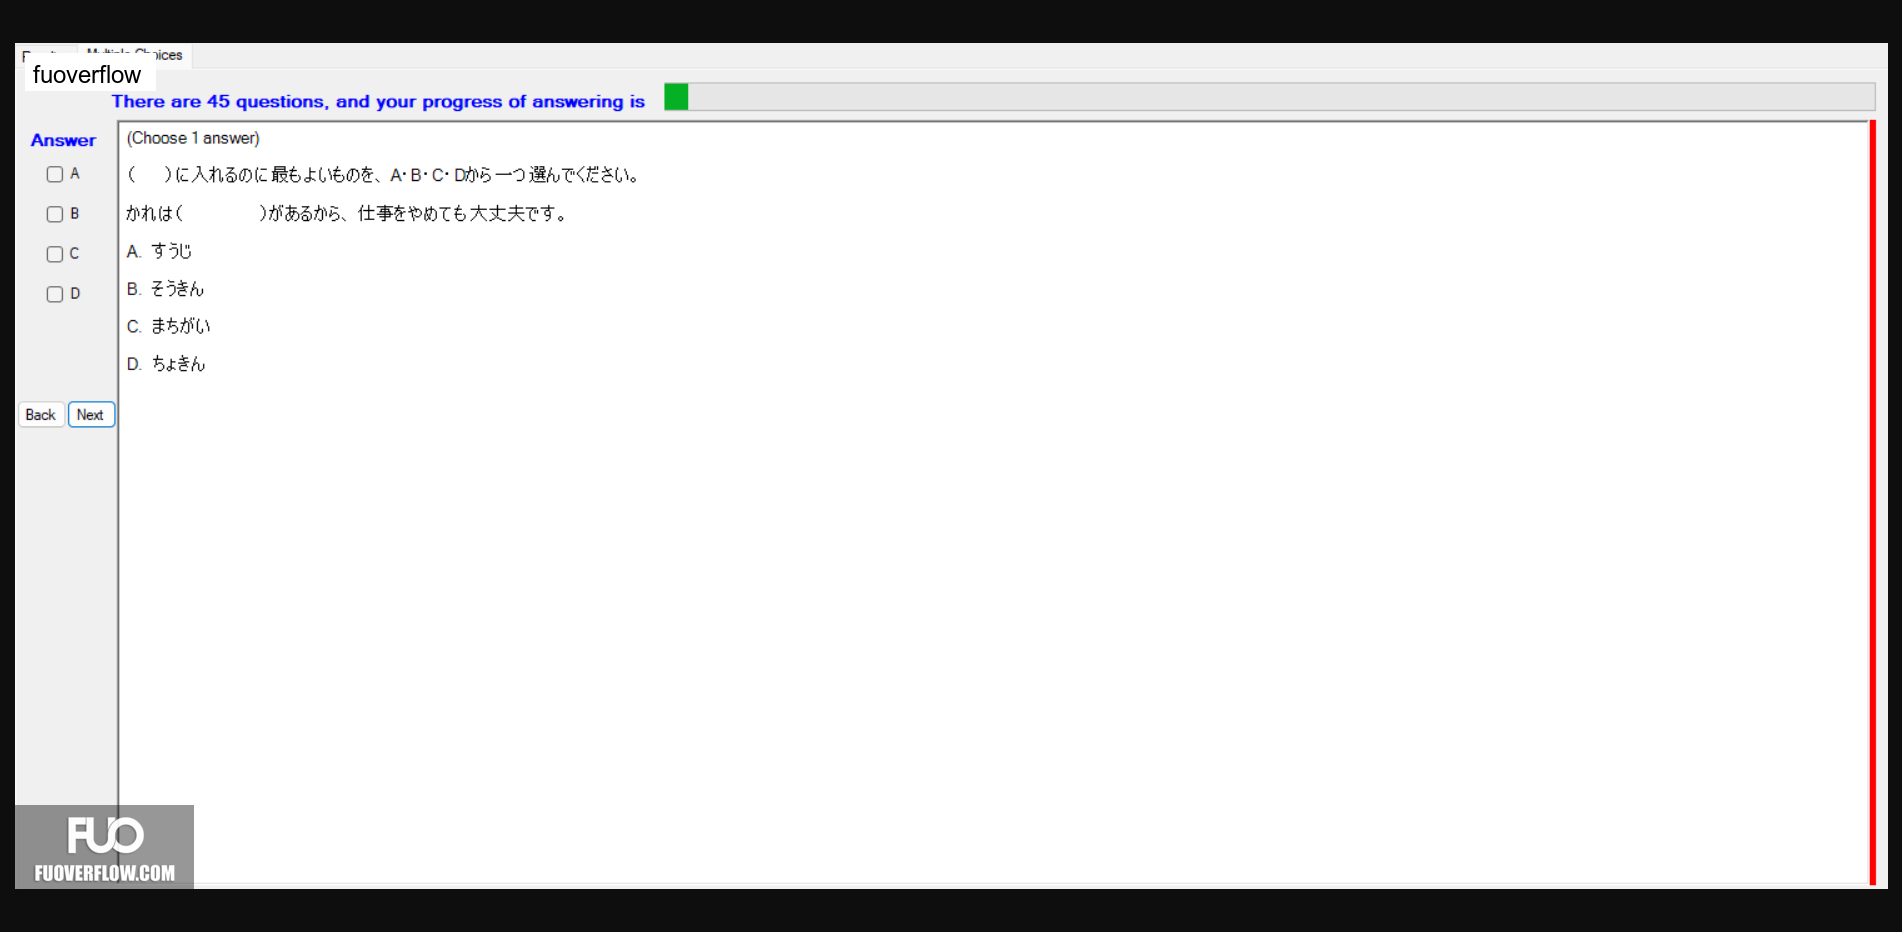 Choices
fuoverflow
There are 45 questions, and your progress of answering is
Answer
(Choose 1 answer)
A
(　　)に入れるのに最もよいものを、A・B・C・Dから一つ選んでください。
B
かれは(　　　　　)があるから、仕事をやめても大丈夫です。
C
A. すうじ
D
B. そうきん
C. まちがい
D. ちょきん
Back
Next
FUO
FUOVERFLOW.COM